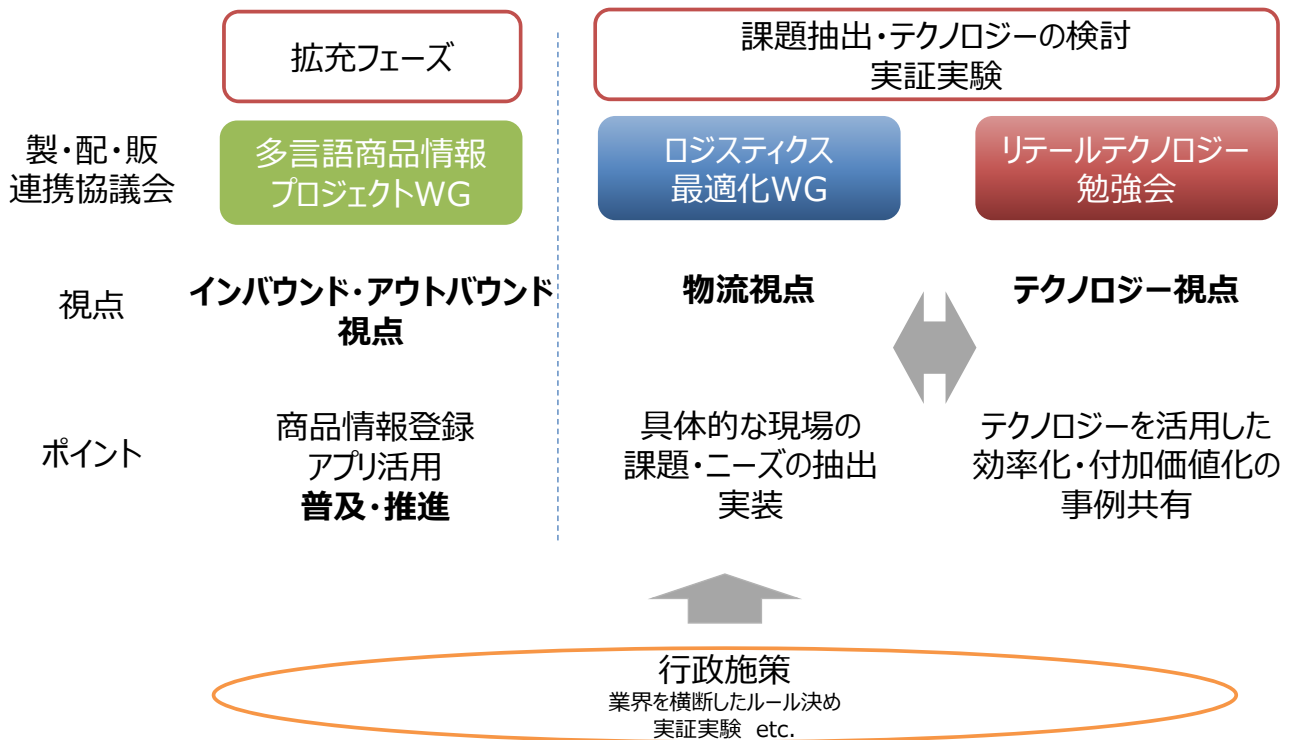 拡充フェーズ
課題抽出・テクノロジーの検討
実証実験
製・配・販
連携協議会
多言語商品情報
プロジェクトWG
ロジスティクス
最適化WG
リテールテクノロジー
勉強会
視点
インバウンド・アウトバウンド
視点
物流視点
テクノロジー視点
ポイント
商品情報登録
アプリ活用
普及・推進
具体的な現場の
課題・ニーズの抽出
実装
テクノロジーを活用した
効率化・付加価値化の
事例共有
行政施策
業界を横断したルール決め
実証実験 etc.